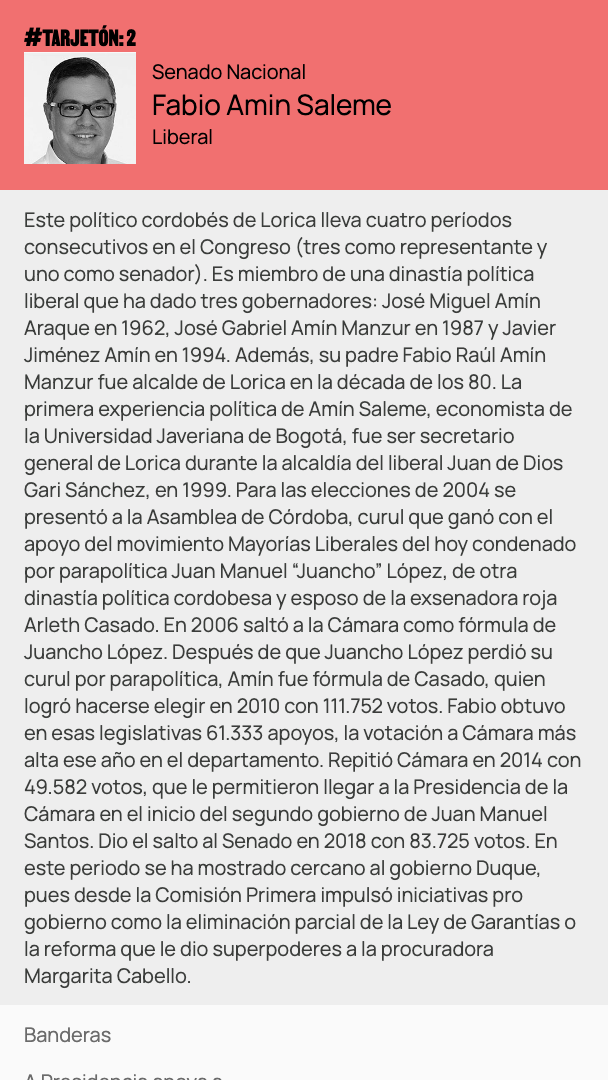 #TARJETÓN: 2
Senado Nacional
Fabio Amin Saleme
Liberal
Este político cordobés de Lorica lleva cuatro períodos
consecutivos en el Congreso (tres como representante y
uno como senador). Es miembro de una dinastía política
liberal que ha dado tres gobernadores: José Miguel Amín
Araque en 1962, José Gabriel Amín Manzur en 1987 y Javier
Jiménez Amín en 1994. Además, su padre Fabio Raúl Amín
Manzur fue alcalde de Lorica en la década de los 80. La
primera experiencia política de Amín Saleme, economista de
la Universidad Javeriana de Bogotá, fue ser secretario
general de Lorica durante la alcaldía del liberal Juan de Dios
Gari Sánchez, en 1999. Para las elecciones de 2004 se
presentó a la Asamblea de Córdoba, curul que ganó con el
apoyo del movimiento Mayorías Liberales del hoy condenado
por parapolítica Juan Manuel “Juancho” López, de otra
dinastía política cordobesa y esposo de la exsenadora roja
Arleth Casado. En 2006 saltó a la Cámara como fórmula de
Juancho López. Después de que Juancho López perdió su
curul por parapolítica, Amín fue fórmula de Casado, quien
logró hacerse elegir en 2010 con 111.752 votos. Fabio obtuvo
en esas legislativas 61.333 apoyos, la votación a Cámara más
alta ese año en el departamento. Repitió Cámara en 2014 con
49.582 votos, que le permitieron llegar a la Presidencia de la
Cámara en el inicio del segundo gobierno de Juan Manuel
Santos. Dio el salto al Senado en 2018 con 83.725 votos. En
este periodo se ha mostrado cercano al gobierno Duque,
pues desde la Comisión Primera impulsó iniciativas pro
gobierno como la eliminación parcial de la Ley de Garantías o
la reforma que le dio superpoderes a la procuradora
Margarita Cabello.
Banderas
A Presidencia apoya a